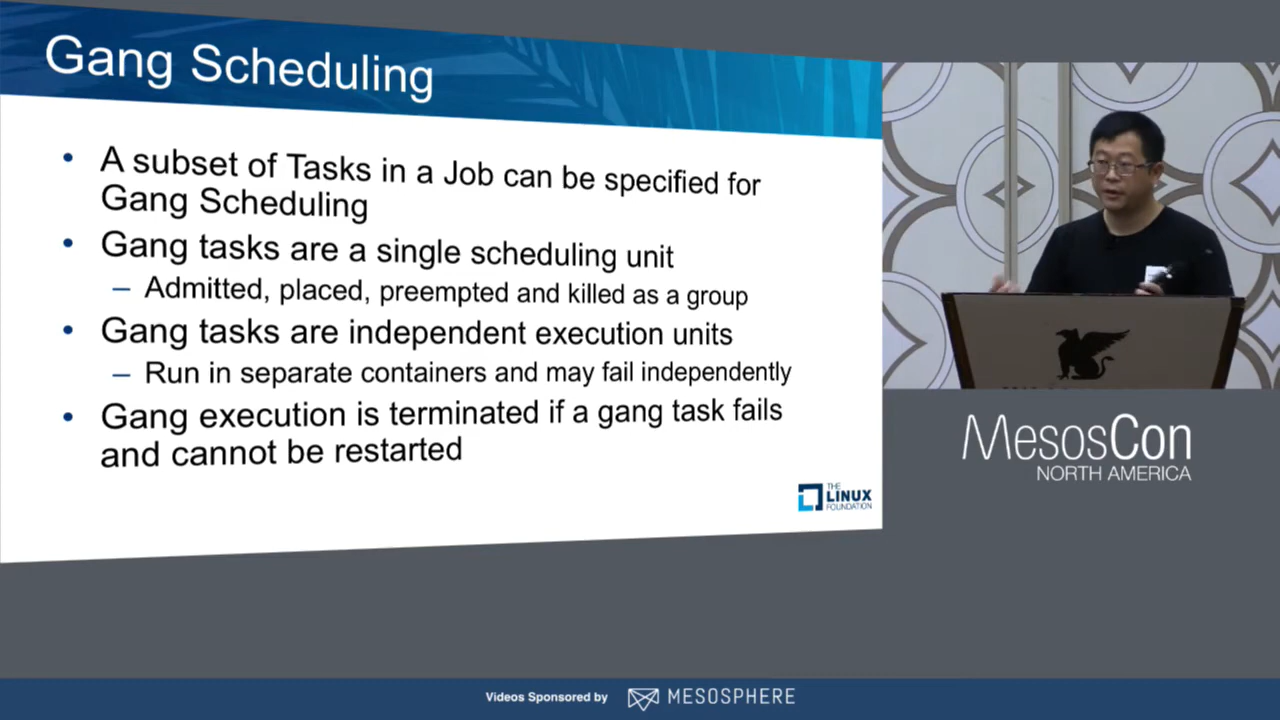 Gang Scheduling
• A subset of Tasks in a Job can be specified for
Gang Scheduling
• Gang tasks are a single scheduling unit
– Admitted, placed, preempted and killed as a group
• Gang tasks are independent execution units
– Run in separate containers and may fail independently
• Gang execution is terminated if a gang task fails
and cannot be restarted
THE
LINUX
FOUNDATION
MesosCon
NORTH AMERICA
Videos Sponsored by MESOSPHERE